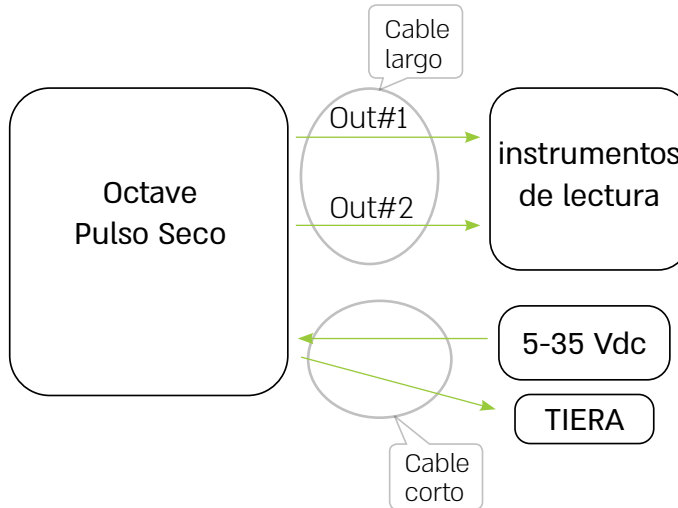 Cable
largo
Out#1
Out#2
Octave
Pulso Seco
instrumentos
de lectura
5-35 Vdc
TIERA
Cable
corto